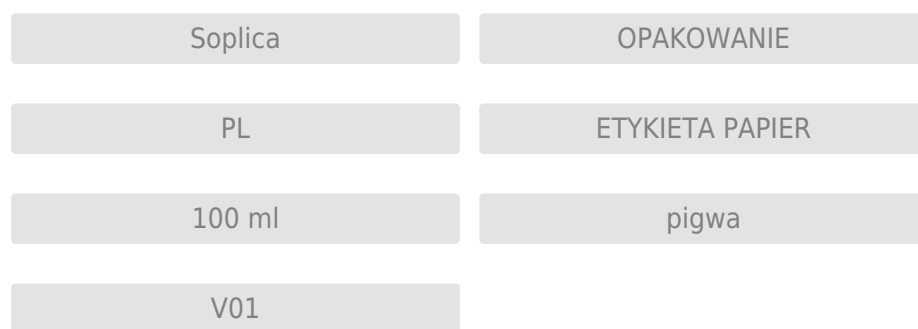 Soplica
OPAKOWANIE
PL
ETYKIETA PAPIER
100 ml
pigwa
V01